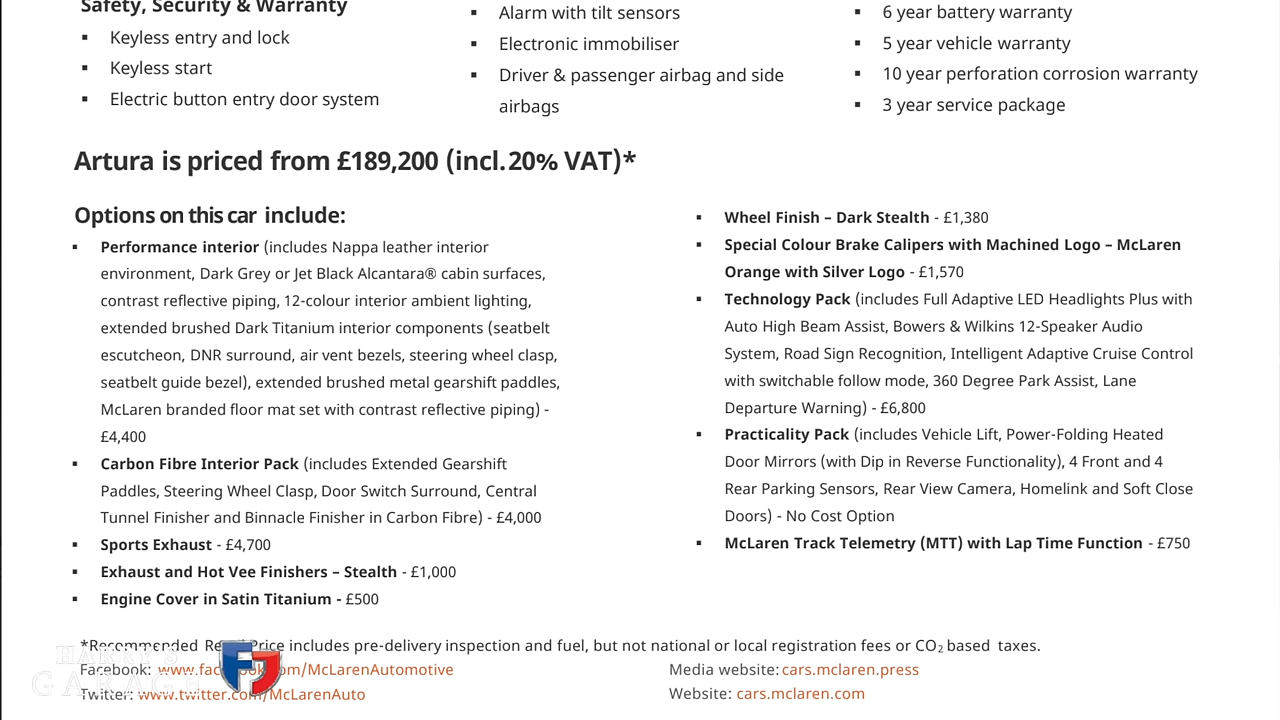 Safety, Security & Warranty
▪ Keyless entry and lock
▪ Keyless start
▪ Electric button entry door system
▪ Alarm with tilt sensors
▪ Electronic immobiliser
▪ Driver & passenger airbag and side
airbags
▪ 6 year battery warranty
▪ 5 year vehicle warranty
▪ 10 year perforation corrosion warranty
▪ 3 year service package
Artura is priced from £189,200 (incl.20% VAT)*
Options on this car include:
▪ Performance interior (includes Nappa leather interior
environment, Dark Grey or Jet Black Alcantara® cabin surfaces,
contrast reflective piping, 12-colour interior ambient lighting,
extended brushed Dark Titanium interior components (seatbelt
escutcheon, DNR surround, air vent bezels, steering wheel clasp,
seatbelt guide bezel), extended brushed metal gearshift paddles,
McLaren branded floor mat set with contrast reflective piping) -
£4,400
▪ Carbon Fibre Interior Pack (includes Extended Gearshift
Paddles, Steering Wheel Clasp, Door Switch Surround, Central
Tunnel Finisher and Binnacle Finisher in Carbon Fibre) - £4,000
▪ Sports Exhaust - £4,700
▪ Exhaust and Hot Vee Finishers – Stealth - £1,000
▪ Engine Cover in Satin Titanium - £500
▪ Wheel Finish – Dark Stealth - £1,380
▪ Special Colour Brake Calipers with Machined Logo – McLaren
Orange with Silver Logo - £1,570
▪ Technology Pack (includes Full Adaptive LED Headlights Plus with
Auto High Beam Assist, Bowers & Wilkins 12-Speaker Audio
System, Road Sign Recognition, Intelligent Adaptive Cruise Control
with switchable follow mode, 360 Degree Park Assist, Lane
Departure Warning) - £6,800
▪ Practicality Pack (includes Vehicle Lift, Power-Folding Heated
Door Mirrors (with Dip in Reverse Functionality), 4 Front and 4
Rear Parking Sensors, Rear View Camera, Homelink and Soft Close
Doors) - No Cost Option
▪ McLaren Track Telemetry (MTT) with Lap Time Function - £750
*Recommended Retail Price includes pre-delivery inspection and fuel, but not national or local registration fees or CO₂ based taxes.
Facebook: www.facebook.com/McLarenAutomotive
Twitter: www.twitter.com/McLarenAuto
Media website: cars.mclaren.press
Website: cars.mclaren.com
HARRY'S
GARAGE